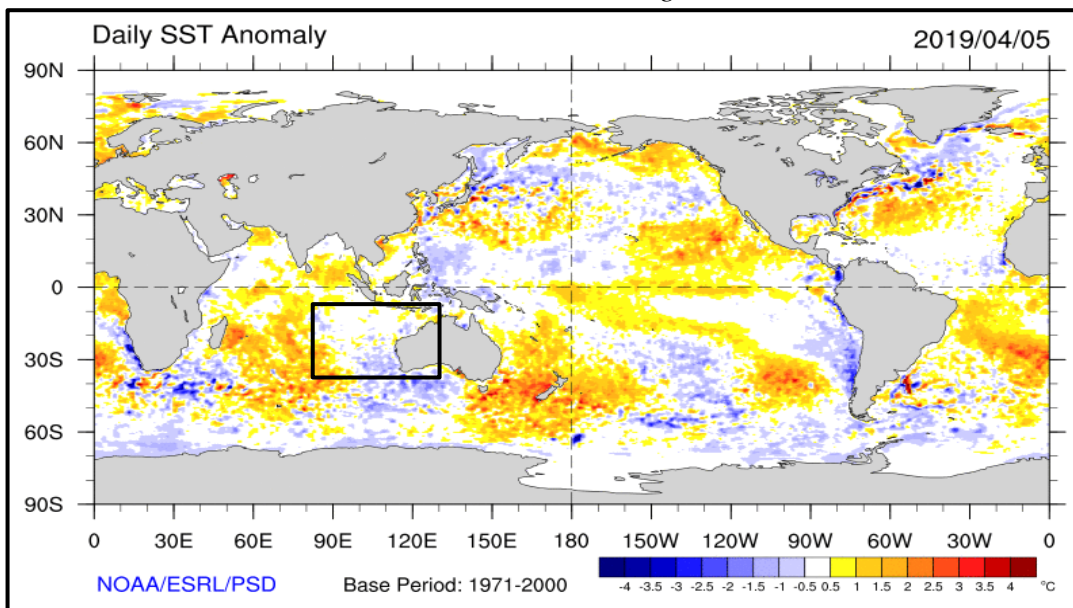 Daily SST Anomaly 2019/04/05
90N
60N
30N
0
30S
60S
90S
0 30E 60E 90E 120E 150E 180 150W 120W 90W 60W 30W 0
NOAA/ESRL/PSD Base Period: 1971-2000
-4 -3.5 -3 -2.5 -2 -1.5 -1 -0.5 0.5 1 1.5 2 2.5 3 3.5 4 °C